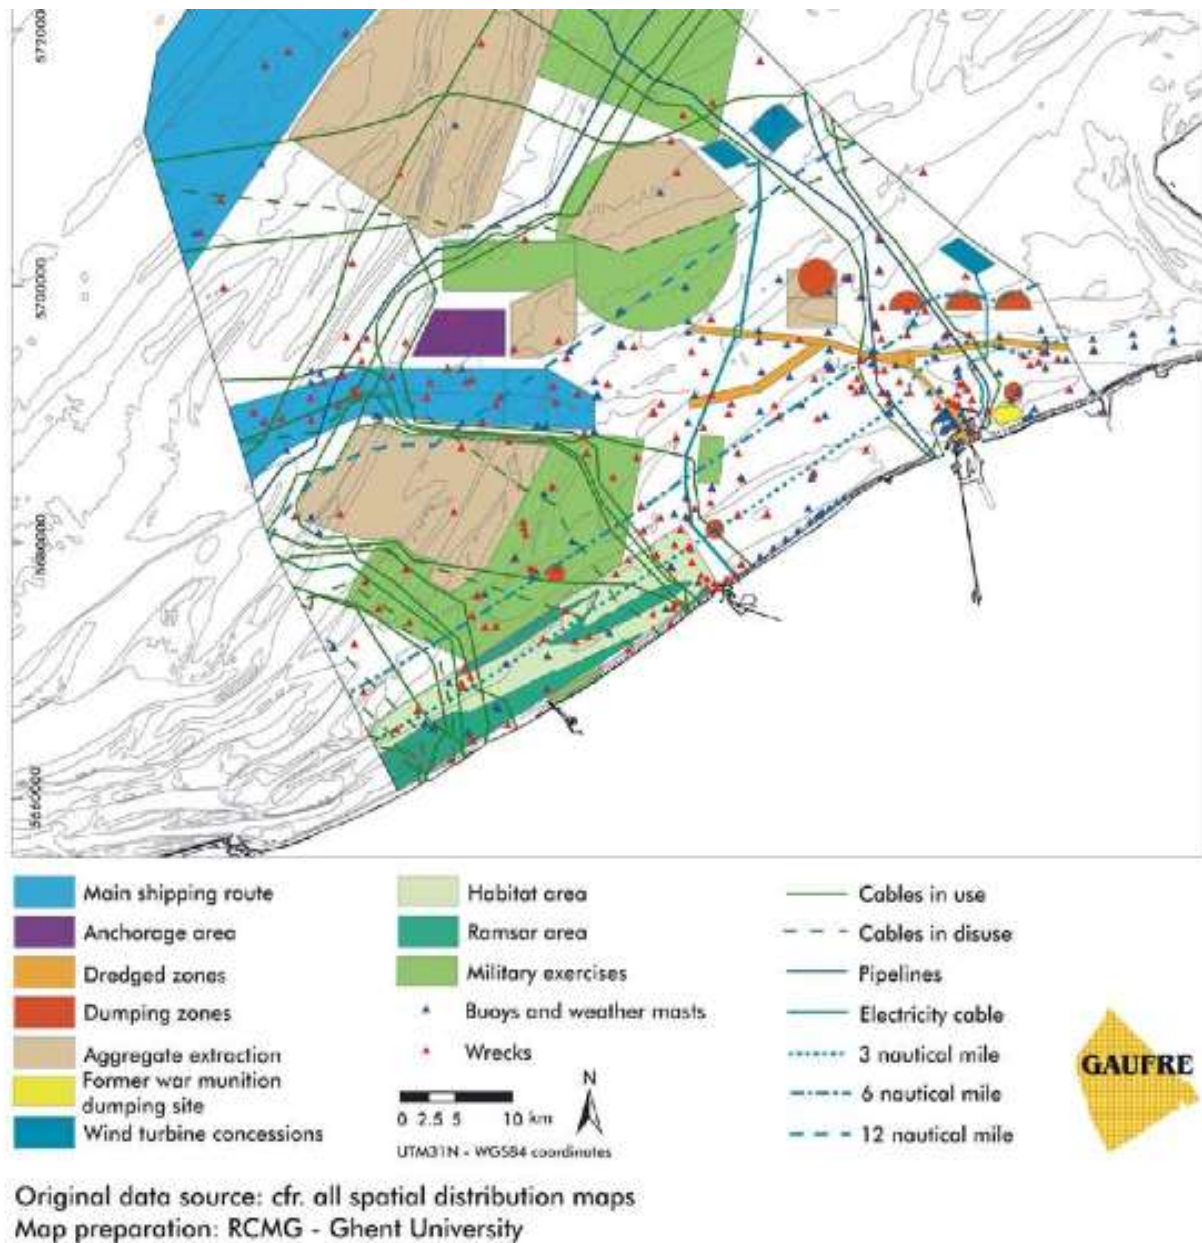 5720000
5700000
5680000
5660000
Main shipping route
Anchorage area
Dredged zones
Dumping zones
Aggregate extraction
Former war munition
dumping site
Wind turbine concessions
Habitat area
Ramsar area
Military exercises
Buoys and weather masts
Wrecks
N
0 2.5 5 10 km
UTM31N - WGS84 coordinates
Cables in use
Cables in disuse
Pipelines
Electricity cable
3 nautical mile
6 nautical mile
12 nautical mile
GAUFRE
Original data source: cfr. all spatial distribution maps
Map preparation: RCMG - Ghent University